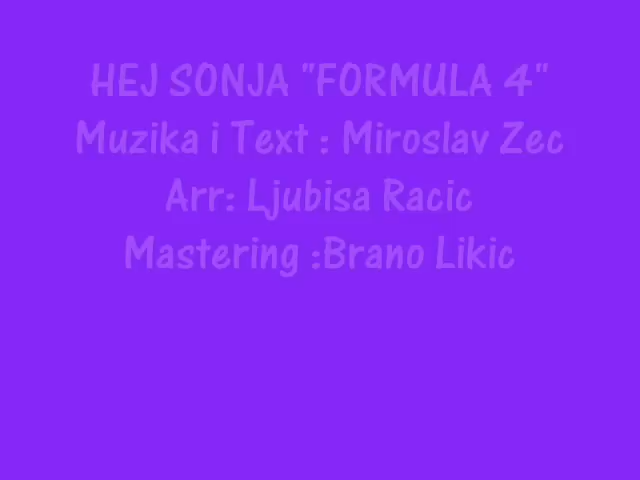 HEJ SONJA "FORMULA 4"
Muzika i Text : Miroslav Zec
Arr: Ljubisa Racic
Mastering :Brano Likic